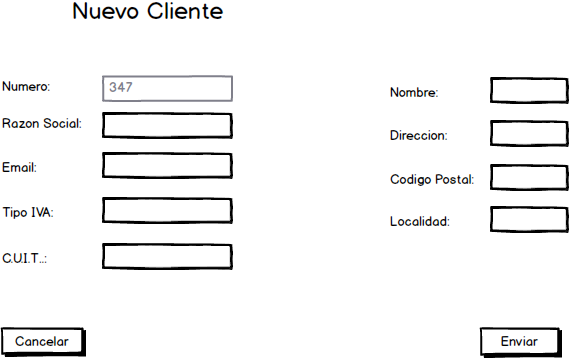 Nuevo Cliente
Numero: 347
Razon Social:
Email:
Tipo IVA:
C.U.I.T..:
Nombre:
Direccion:
Codigo Postal:
Localidad:
Cancelar
Enviar